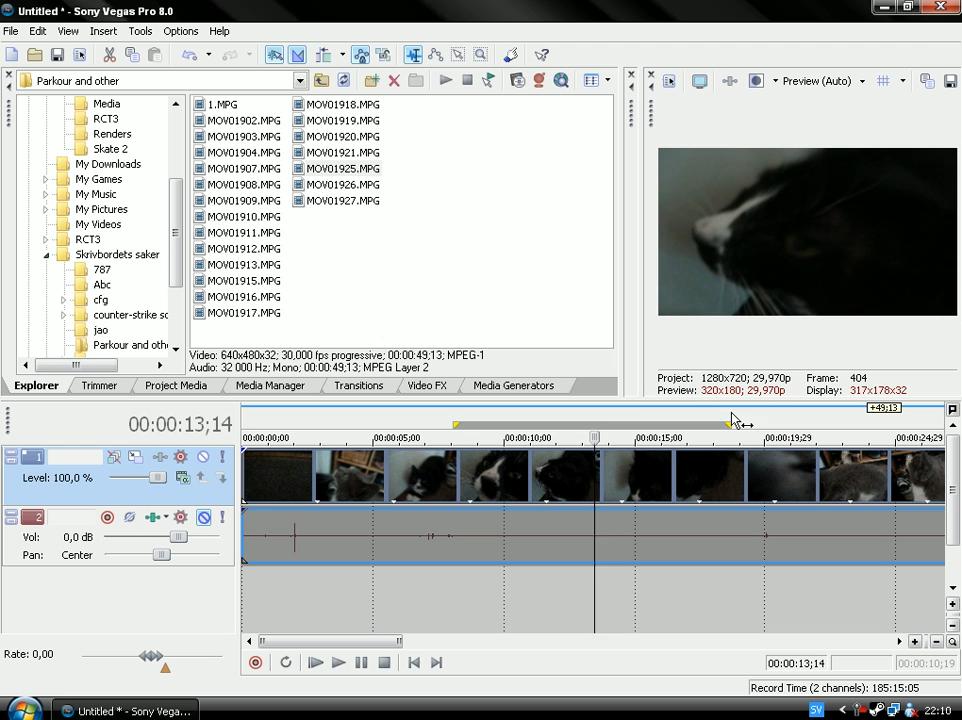 Untitled * - Sony Vegas Pro 8.0
File Edit View Insert Tools Options Help
Parkour and other
Preview (Auto)
Media
RCT3
Renders
Skate 2
My Downloads
My Games
My Music
My Pictures
My Videos
RCT3
Skrivbordets saker
787
Abc
cfg
counter-strike sc
jao
Parkour and othe
1.MPG
MOV01902.MPG
MOV01903.MPG
MOV01904.MPG
MOV01907.MPG
MOV01908.MPG
MOV01909.MPG
MOV01910.MPG
MOV01911.MPG
MOV01912.MPG
MOV01913.MPG
MOV01915.MPG
MOV01916.MPG
MOV01917.MPG
MOV01918.MPG
MOV01919.MPG
MOV01920.MPG
MOV01921.MPG
MOV01925.MPG
MOV01926.MPG
MOV01927.MPG
Video: 640x480x32; 30,000 fps progressive; 00:00:49;13; MPEG-1
Audio: 32 000 Hz; Mono; 00:00:49;13; MPEG Layer 2
Explorer Trimmer Project Media Media Manager Transitions Video FX Media Generators
Project: 1280x720; 29,970p Frame: 404
Preview: 320x180; 29,970p Display: 317x178x32
00:00:13;14
+49;13
00:00:00;00 00:00:05;00 00:00:10;00 00:00:15;00 00:00:19;29 00:00:24;29
1
Level: 100,0 %
2
Vol: 0,0 dB
Pan: Center
Rate: 0,00
00:00:13;14 00:00:10;19
Record Time (2 channels): 185:15:05
Untitled * - Sony Vega...
SV
22:10